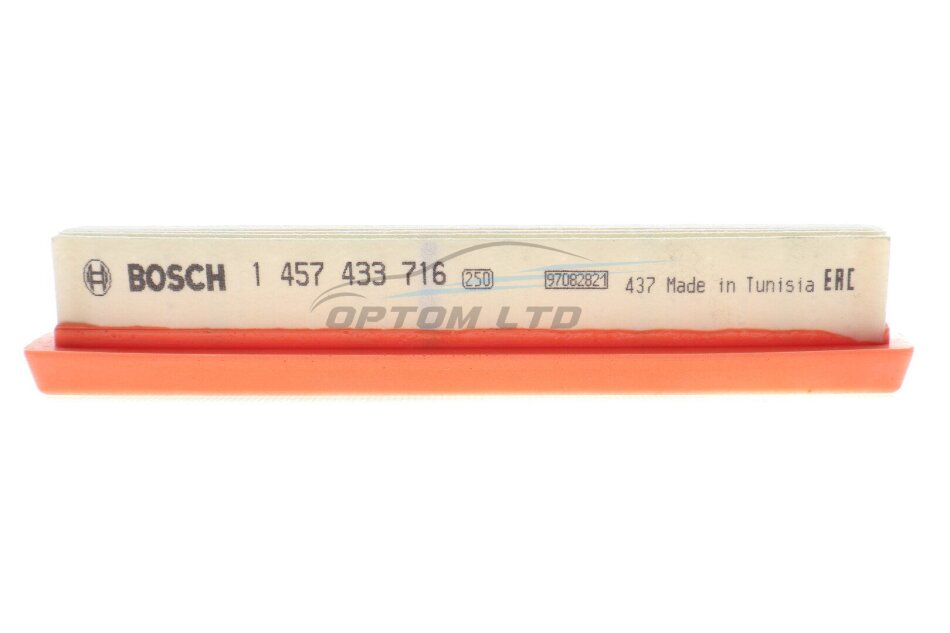 BOSCH 1 457 433 716 250 97082821 437 Made in Tunisia EAC
OPTOM LTD